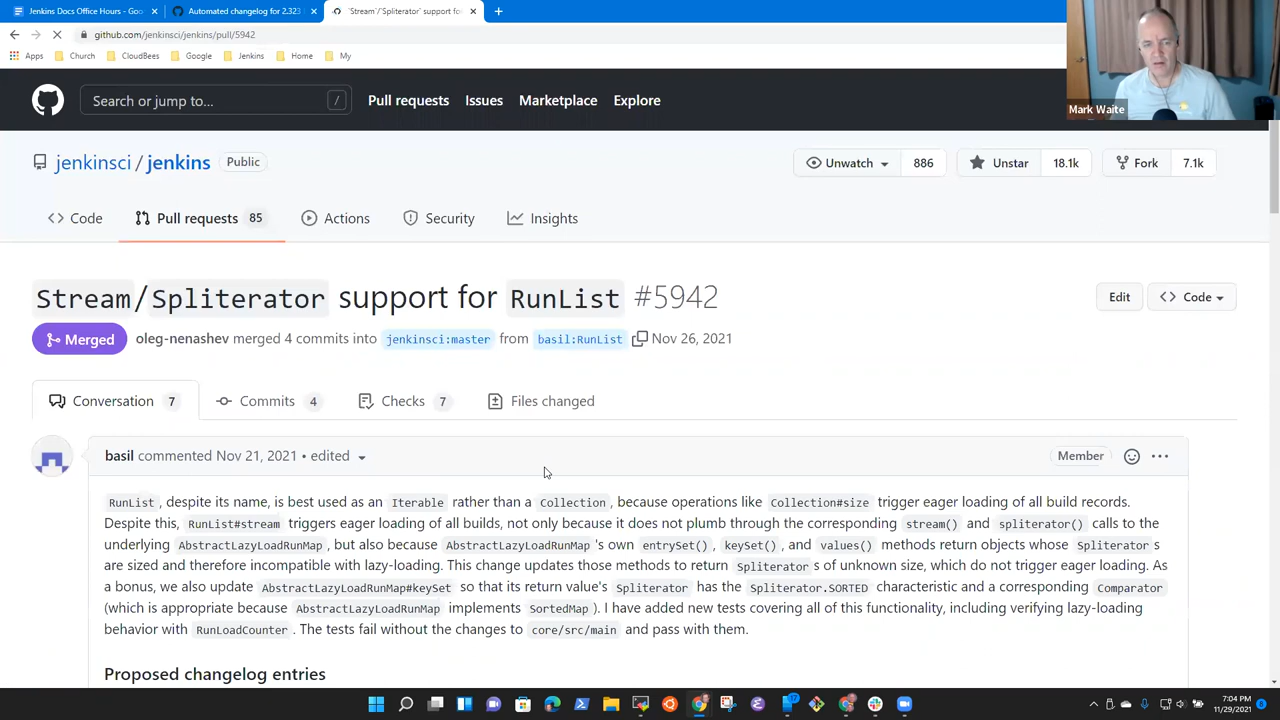 Jenkins Docs Office Hours - Goo
Automated changelog for 2.323
`Stream`/`Spliterator` support fo
github.com/jenkinsci/jenkins/pull/5942
Apps
Church
CloudBees
Google
Jenkins
Home
My
Mark Waite
Search or jump to...
/
Pull requests
Issues
Marketplace
Explore
jenkinsci / jenkins
Public
Unwatch
886
Unstar
18.1k
Fork
7.1k
Code
Pull requests
85
Actions
Security
Insights
Stream/Spliterator support for RunList #5942
Edit
Code
Merged
oleg-nenashev merged 4 commits into jenkinsci:master from basil:RunList Nov 26, 2021
Conversation 7
Commits 4
Checks 7
Files changed
basil commented Nov 21, 2021 • edited
Member
RunList , despite its name, is best used as an Iterable rather than a Collection , because operations like Collection#size trigger eager loading of all build records.
Despite this, RunList#stream triggers eager loading of all builds, not only because it does not plumb through the corresponding stream() and spliterator() calls to the
underlying AbstractLazyLoadRunMap , but also because AbstractLazyLoadRunMap 's own entrySet() , keySet() , and values() methods return objects whose Spliterator s
are sized and therefore incompatible with lazy-loading. This change updates those methods to return Spliterator s of unknown size, which do not trigger eager loading. As
a bonus, we also update AbstractLazyLoadRunMap#keySet so that its return value's Spliterator has the Spliterator.SORTED characteristic and a corresponding Comparator
(which is appropriate because AbstractLazyLoadRunMap implements SortedMap ). I have added new tests covering all of this functionality, including verifying lazy-loading
behavior with RunLoadCounter . The tests fail without the changes to core/src/main and pass with them.
Proposed changelog entries
7:04 PM
11/29/2021